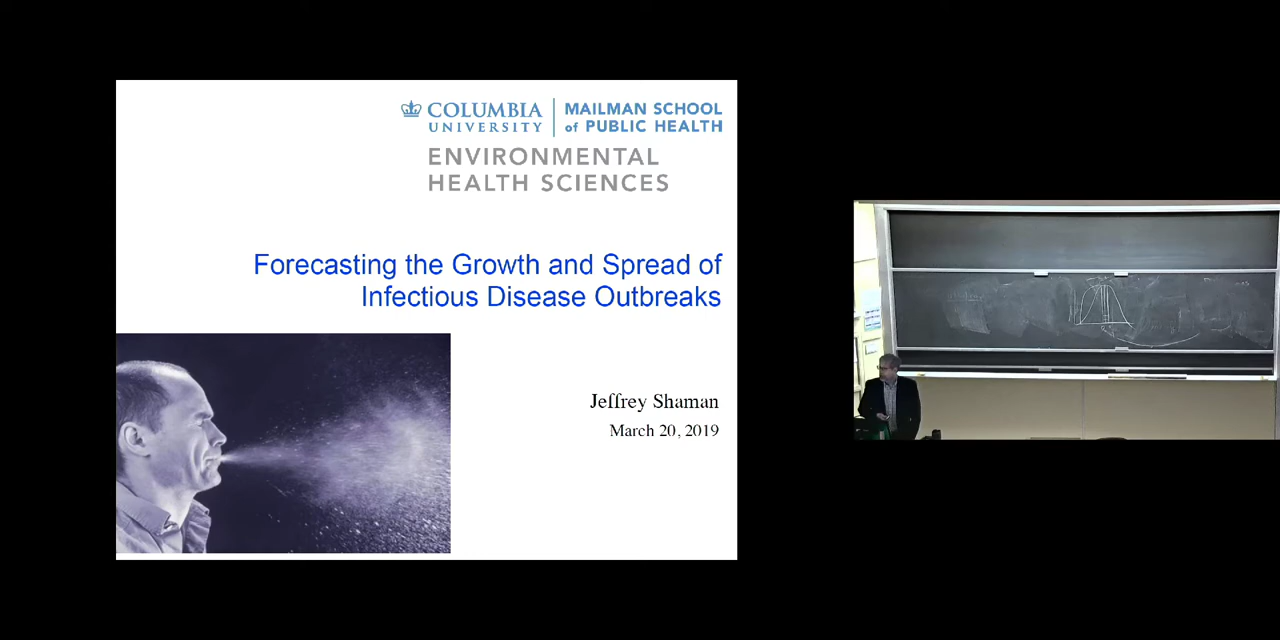 COLUMBIA
UNIVERSITY
MAILMAN SCHOOL
of PUBLIC HEALTH
ENVIRONMENTAL
HEALTH SCIENCES
Forecasting the Growth and Spread of
Infectious Disease Outbreaks
Jeffrey Shaman
March 20, 2019